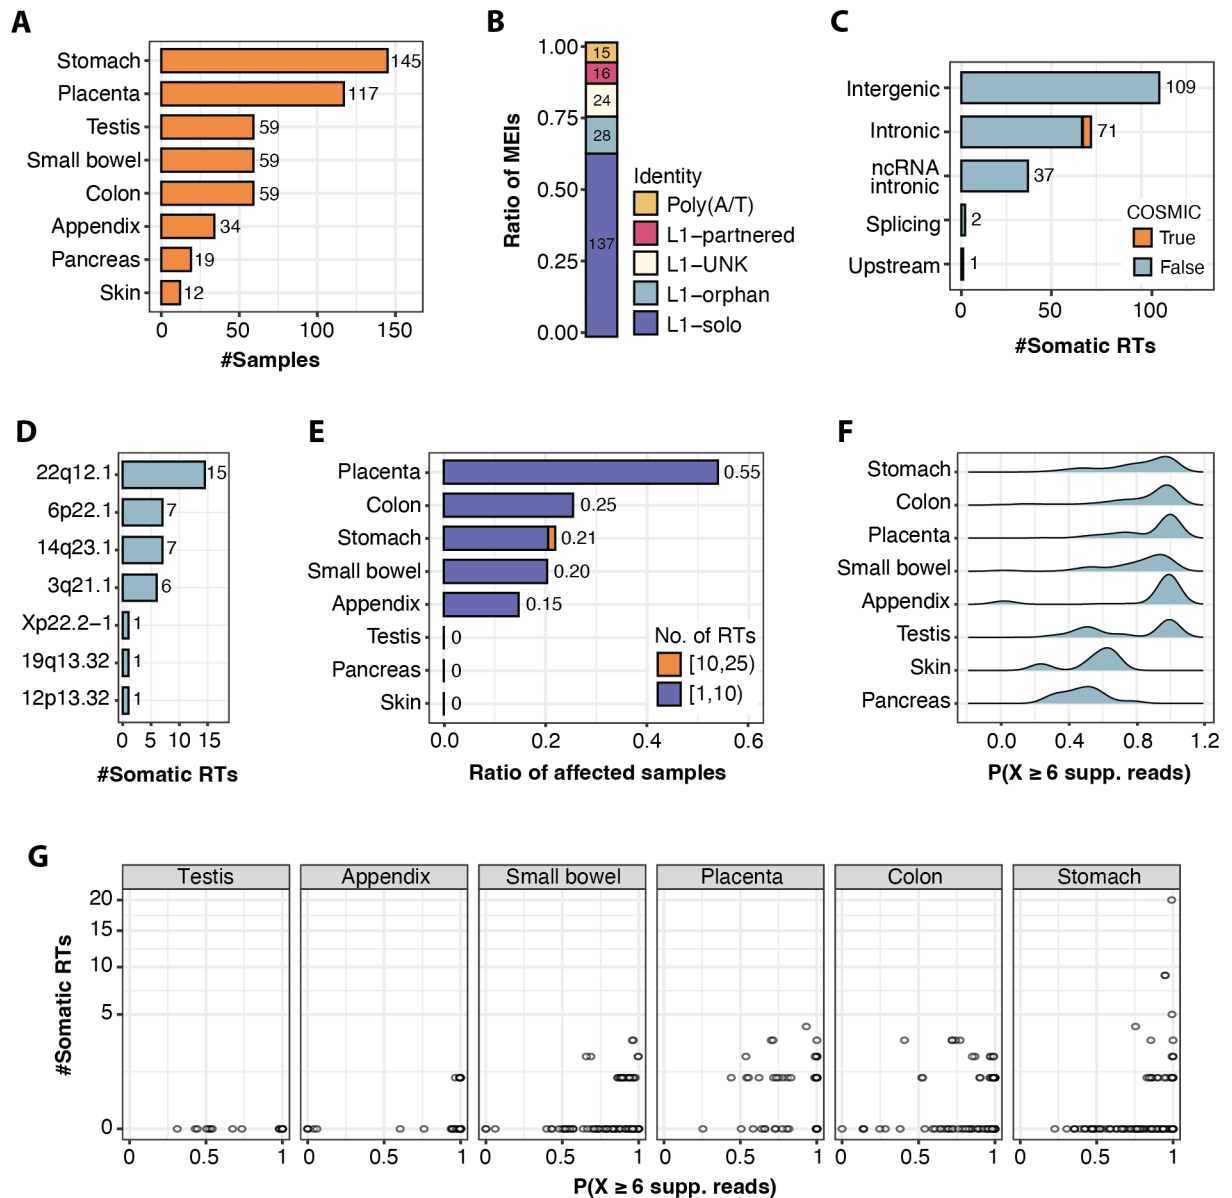 A
Stomach
Placenta
Testis
Small bowel
Colon
Appendix
Pancreas
Skin
145
117
59
59
59
34
19
12
0 50 100 150
#Samples
B
Ratio of MEIs
1.00
0.75
0.50
0.25
0.00
15
16
24
28
137
Identity
Poly(A/T)
L1−partnered
L1−UNK
L1−orphan
L1−solo
C
Intergenic
Intronic
ncRNA
intronic
Splicing
Upstream
109
71
37
2
1
COSMIC
True
False
0 50 100
#Somatic RTs
D
22q12.1
6p22.1
14q23.1
3q21.1
Xp22.2−1
19q13.32
12p13.32
15
7
7
6
1
1
1
0 5 10 15
#Somatic RTs
E
Placenta
Colon
Stomach
Small bowel
Appendix
Testis
Pancreas
Skin
0.55
0.25
0.21
0.20
0.15
0
0
0
No. of RTs
[10,25)
[1,10)
0.0 0.2 0.4 0.6
Ratio of affected samples
F
Stomach
Colon
Placenta
Small bowel
Appendix
Testis
Skin
Pancreas
0.0 0.4 0.8 1.2
P(X ≥ 6 supp. reads)
G
Testis Appendix Small bowel Placenta Colon Stomach
#Somatic RTs
20
15
10
5
0
0 0.5 1 0 0.5 1 0 0.5 1 0 0.5 1 0 0.5 1 0 0.5 1
P(X ≥ 6 supp. reads)